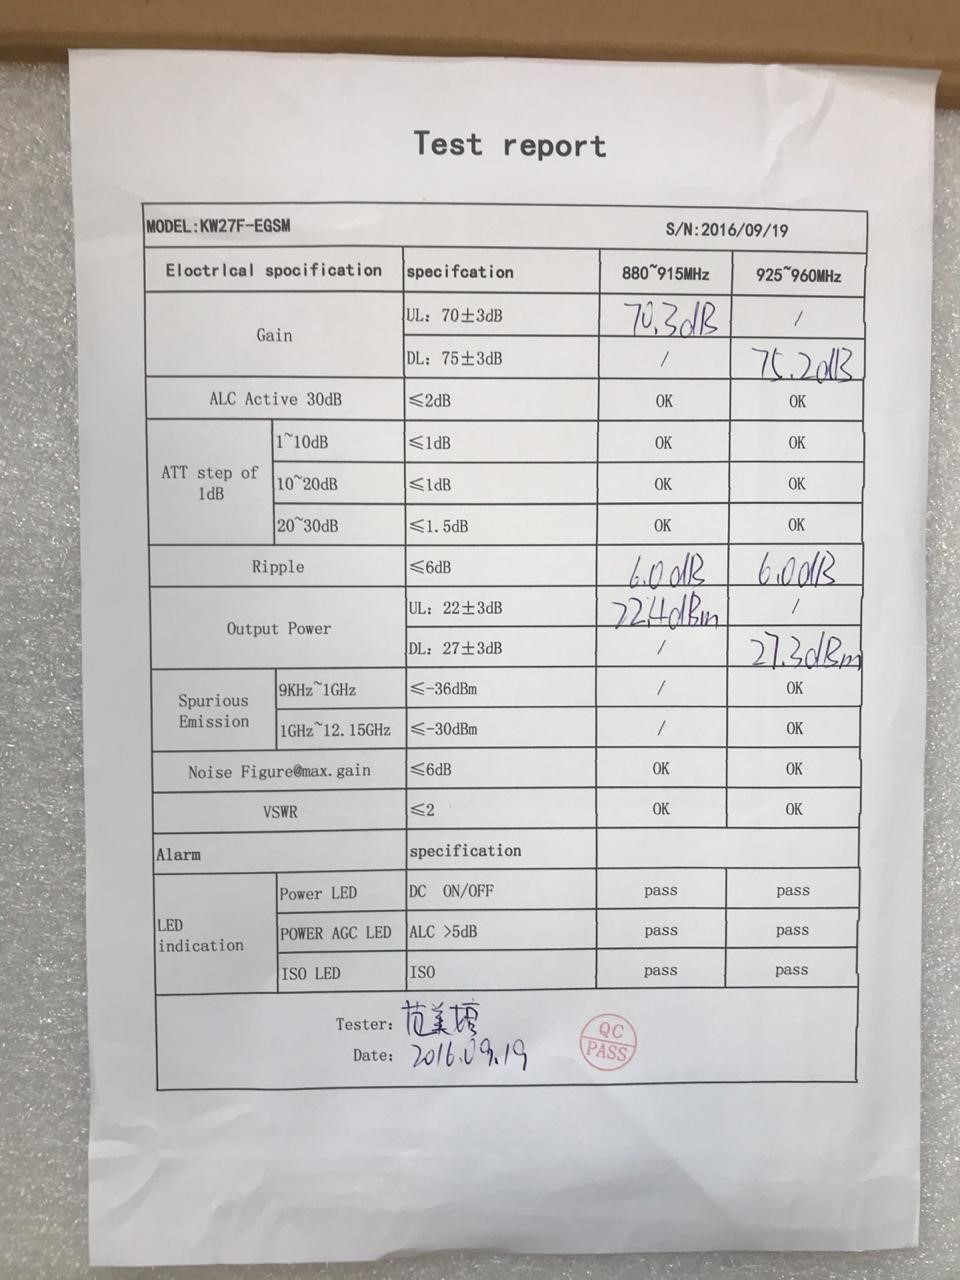 Test report
MODEL:KW27F-EGSM S/N:2016/09/19
Eloctrlcal spocification specifcation 880~915MHz 925~960MHz
Gain UL: 70±3dB 70.3dB /
DL: 75±3dB / 75.2dB
ALC Active 30dB ≤2dB OK OK
ATT step of 1dB 1~10dB ≤1dB OK OK
10~20dB ≤1dB OK OK
20~30dB ≤1.5dB OK OK
Ripple ≤6dB 6.0dB 6.0dB
Output Power UL: 22±3dB 22.4dBm /
DL: 27±3dB / 27.3dBm
Spurious Emission 9KHz~1GHz ≤-36dBm / OK
1GHz~12.15GHz ≤-30dBm / OK
Noise Figure@max.gain ≤6dB OK OK
VSWR ≤2 OK OK
Alarm specification
LED indication Power LED DC ON/OFF pass pass
POWER AGC LED ALC >5dB pass pass
ISO LED ISO pass pass
Tester:
Date: 2016.09.19
QC
PASS